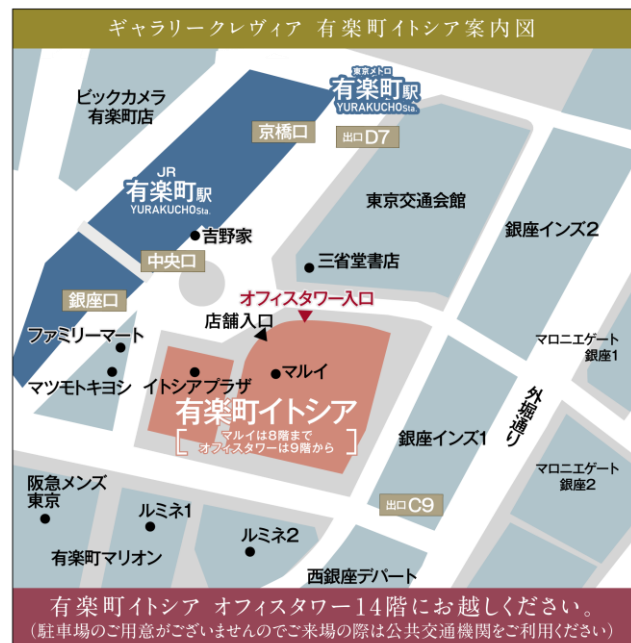 ギャラリークレヴィア 有楽町イトシア案内図
ビックカメラ
有楽町店
東京メトロ
有楽町駅
YURAKUCHO Sta.
京橋口
出口D7
JR
有楽町駅
YURAKUCHO Sta.
東京交通会館
銀座インズ2
吉野家
中央口
三省堂書店
銀座口
オフィスタワー入口
店舗入口
ファミリーマート
マロニエゲート
銀座1
マツモトキヨシ
イトシアプラザ
マルイ
外堀通り
有楽町イトシア
マルイは8階まで
オフィスタワーは9階から
銀座インズ1
マロニエゲート
銀座2
阪急メンズ
東京
出口C9
ルミネ1
ルミネ2
有楽町マリオン
西銀座デパート
有楽町イトシア オフィスタワー14階にお越しください。
(駐車場のご用意がございませんのでご来場の際は公共交通機関をご利用ください)